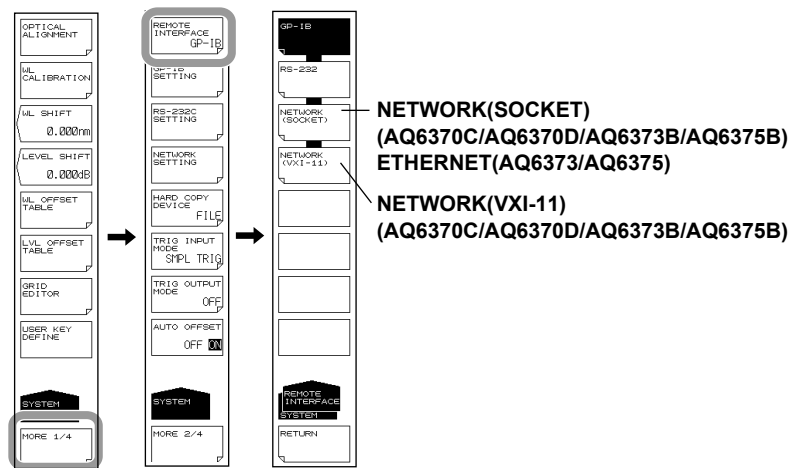 OPTICAL
ALIGNMENT
WL
CALIBRATION
WL SHIFT
0.000nm
LEVEL SHIFT
0.000dB
WL OFFSET
TABLE
LVL OFFSET
TABLE
GRID
EDITOR
USER KEY
DEFINE
SYSTEM
MORE 1/4
REMOTE
INTERFACE
GP-IB
GP-IB
SETTING
RS-232C
SETTING
NETWORK
SETTING
HARD COPY
DEVICE
FILE
TRIG INPUT
MODE
SMPL TRIG
TRIG OUTPUT
MODE
OFF
AUTO OFFSET
OFF ON
SYSTEM
MORE 2/4
GP-IB
RS-232
NETWORK
(SOCKET)
NETWORK
(VXI-11)
REMOTE
INTERFACE
SYSTEM
RETURN
NETWORK(SOCKET)
(AQ6370C/AQ6370D/AQ6373B/AQ6375B)
ETHERNET(AQ6373/AQ6375)
NETWORK(VXI-11)
(AQ6370C/AQ6370D/AQ6373B/AQ6375B)